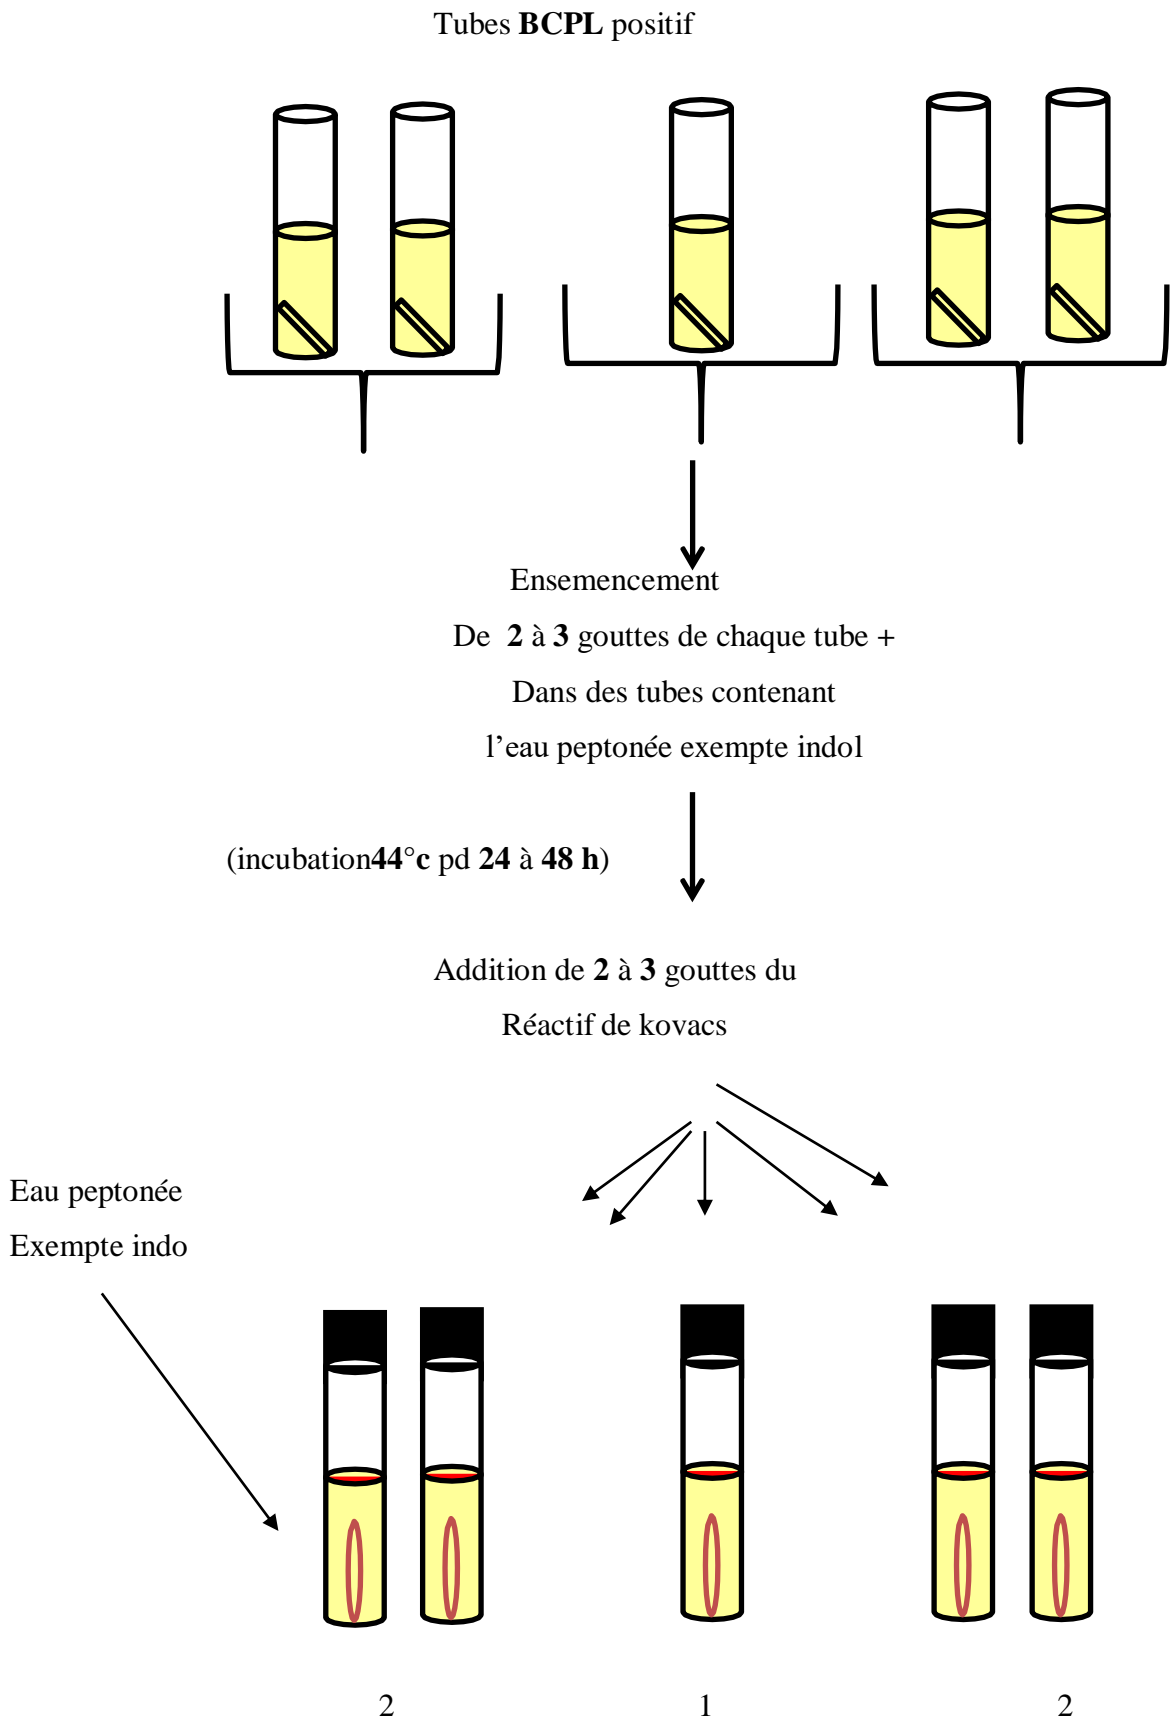 Tubes BCPL positif
Ensemencement
De 2 à 3 gouttes de chaque tube +
Dans des tubes contenant
l’eau peptonée exempte indol
(incubation44°c pd 24 à 48 h)
Addition de 2 à 3 gouttes du
Réactif de kovacs
Eau peptonée
Exempte indo
2 1 2